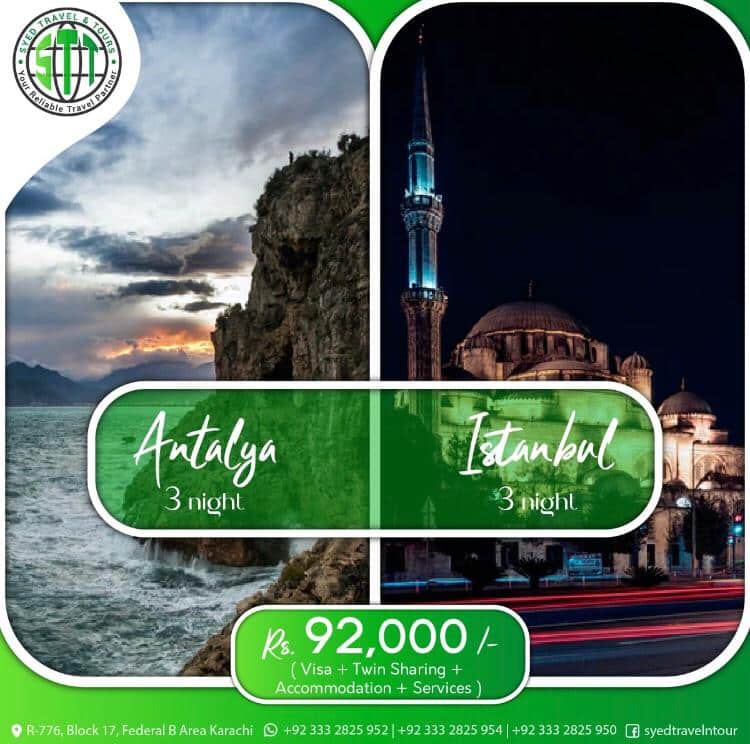 SYED TRAVEL & TOURS
STT
Your Reliable Travel Partner
Antalya
3 night
Istanbul
3 night
Rs. 92,000 /-
( Visa + Twin Sharing +
Accommodation + Services )
R-776, Block 17, Federal B Area Karachi +92 333 2825 952 | +92 333 2825 954 | +92 333 2825 950 syedtravelntour